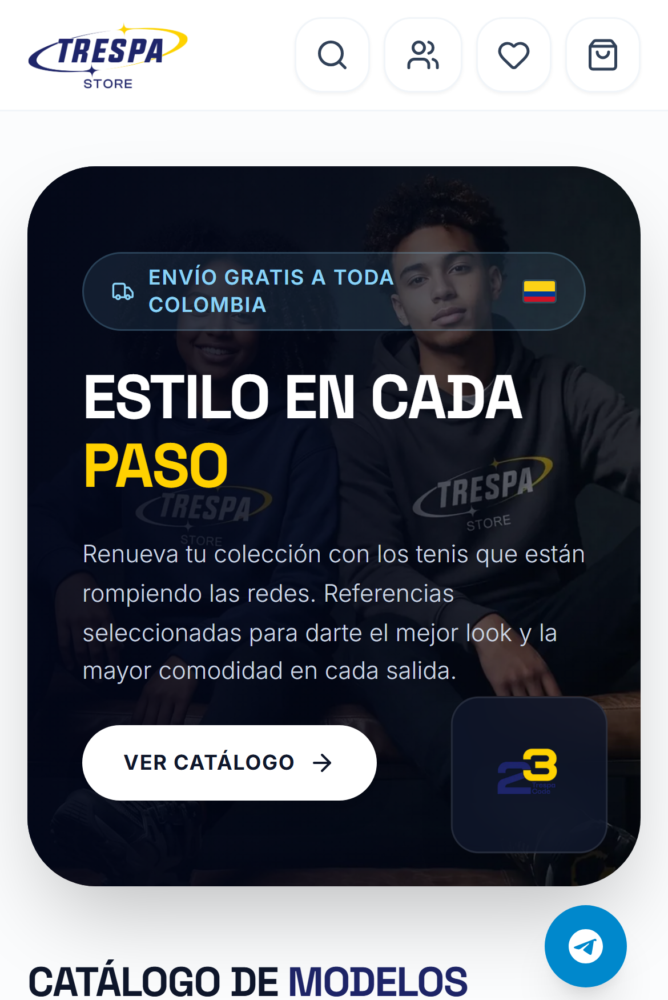 TRESPA
STORE
ENVÍO GRATIS A TODA
COLOMBIA
ESTILO EN CADA
PASO
TRESPA
STORE
TRESPA
STORE
Renueva tu colección con los tenis que están
rompiendo las redes. Referencias
seleccionadas para darte el mejor look y la
mayor comodidad en cada salida.
VER CATÁLOGO
23
Trespa
Code
CATÁLOGO DE MODELOS